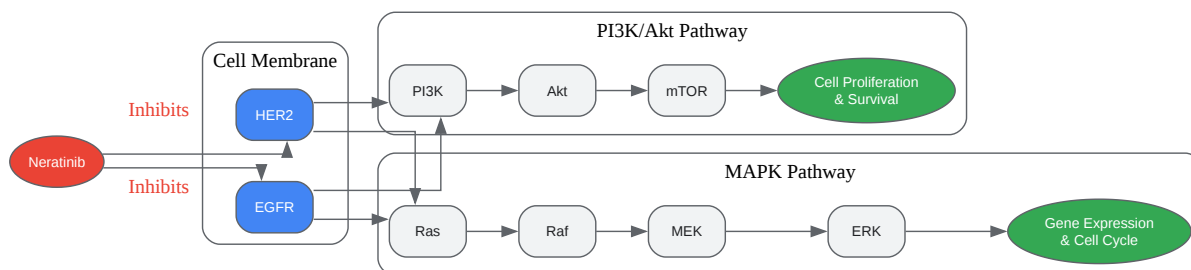 PI3K/Akt Pathway
Cell Membrane
PI3K
Akt
mTOR
Cell Proliferation
& Survival
Inhibits
HER2
Neratinib
Inhibits
EGFR
MAPK Pathway
Ras
Raf
MEK
ERK
Gene Expression
& Cell Cycle